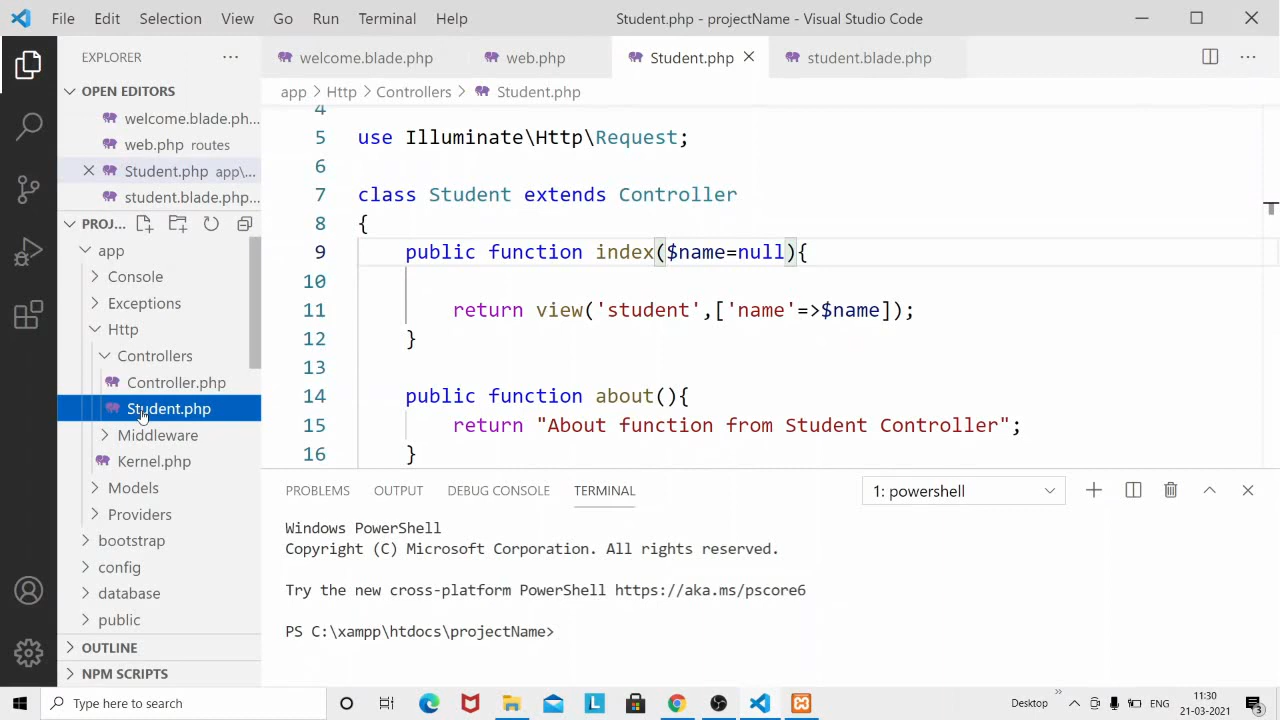 File Edit Selection View Go Run Terminal Help Student.php - projectName - Visual Studio Code
EXPLORER
welcome.blade.php web.php Student.php student.blade.php
OPEN EDITORS
welcome.blade.ph...
web.php routes
Student.php app\...
student.blade.php...
PROJ...
app
Console
Exceptions
Http
Controllers
Controller.php
Student.php
Middleware
Kernel.php
Models
Providers
bootstrap
config
database
public
OUTLINE
NPM SCRIPTS
app > Http > Controllers > Student.php
4
5 use Illuminate\Http\Request;
6
7 class Student extends Controller
8 {
9 public function index($name=null){
10
11 return view('student',['name'=>$name]);
12 }
13
14 public function about(){
15 return "About function from Student Controller";
16 }
PROBLEMS OUTPUT DEBUG CONSOLE TERMINAL 1: powershell
Windows PowerShell
Copyright (C) Microsoft Corporation. All rights reserved.
Try the new cross-platform PowerShell https://aka.ms/pscore6
PS C:\xampp\htdocs\projectName>
Type here to search
L
Desktop
ENG
11:30
21-03-2021
3